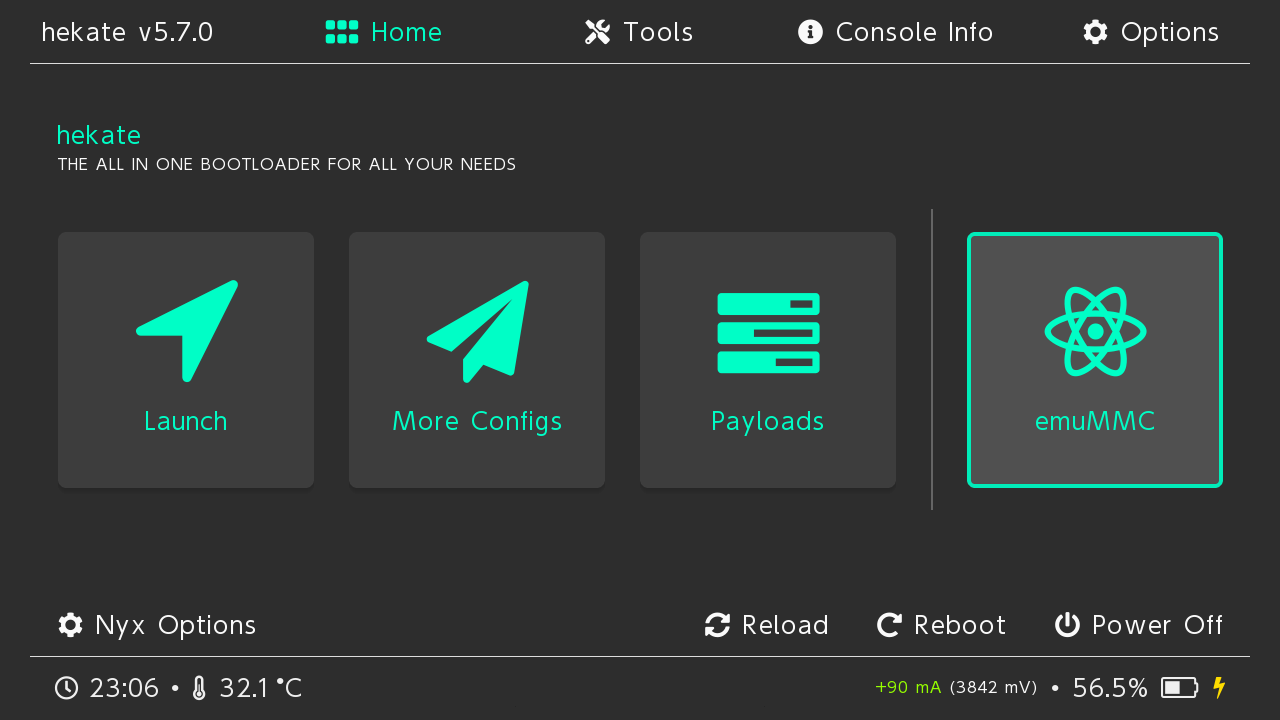 hekate v5.7.0 Home Tools Console Info Options
hekate
THE ALL IN ONE BOOTLOADER FOR ALL YOUR NEEDS
Launch More Configs Payloads emuMMC
Nyx Options Reload Reboot Power Off
23:06 • 32.1 °C +90 mA (3842 mV) • 56.5%